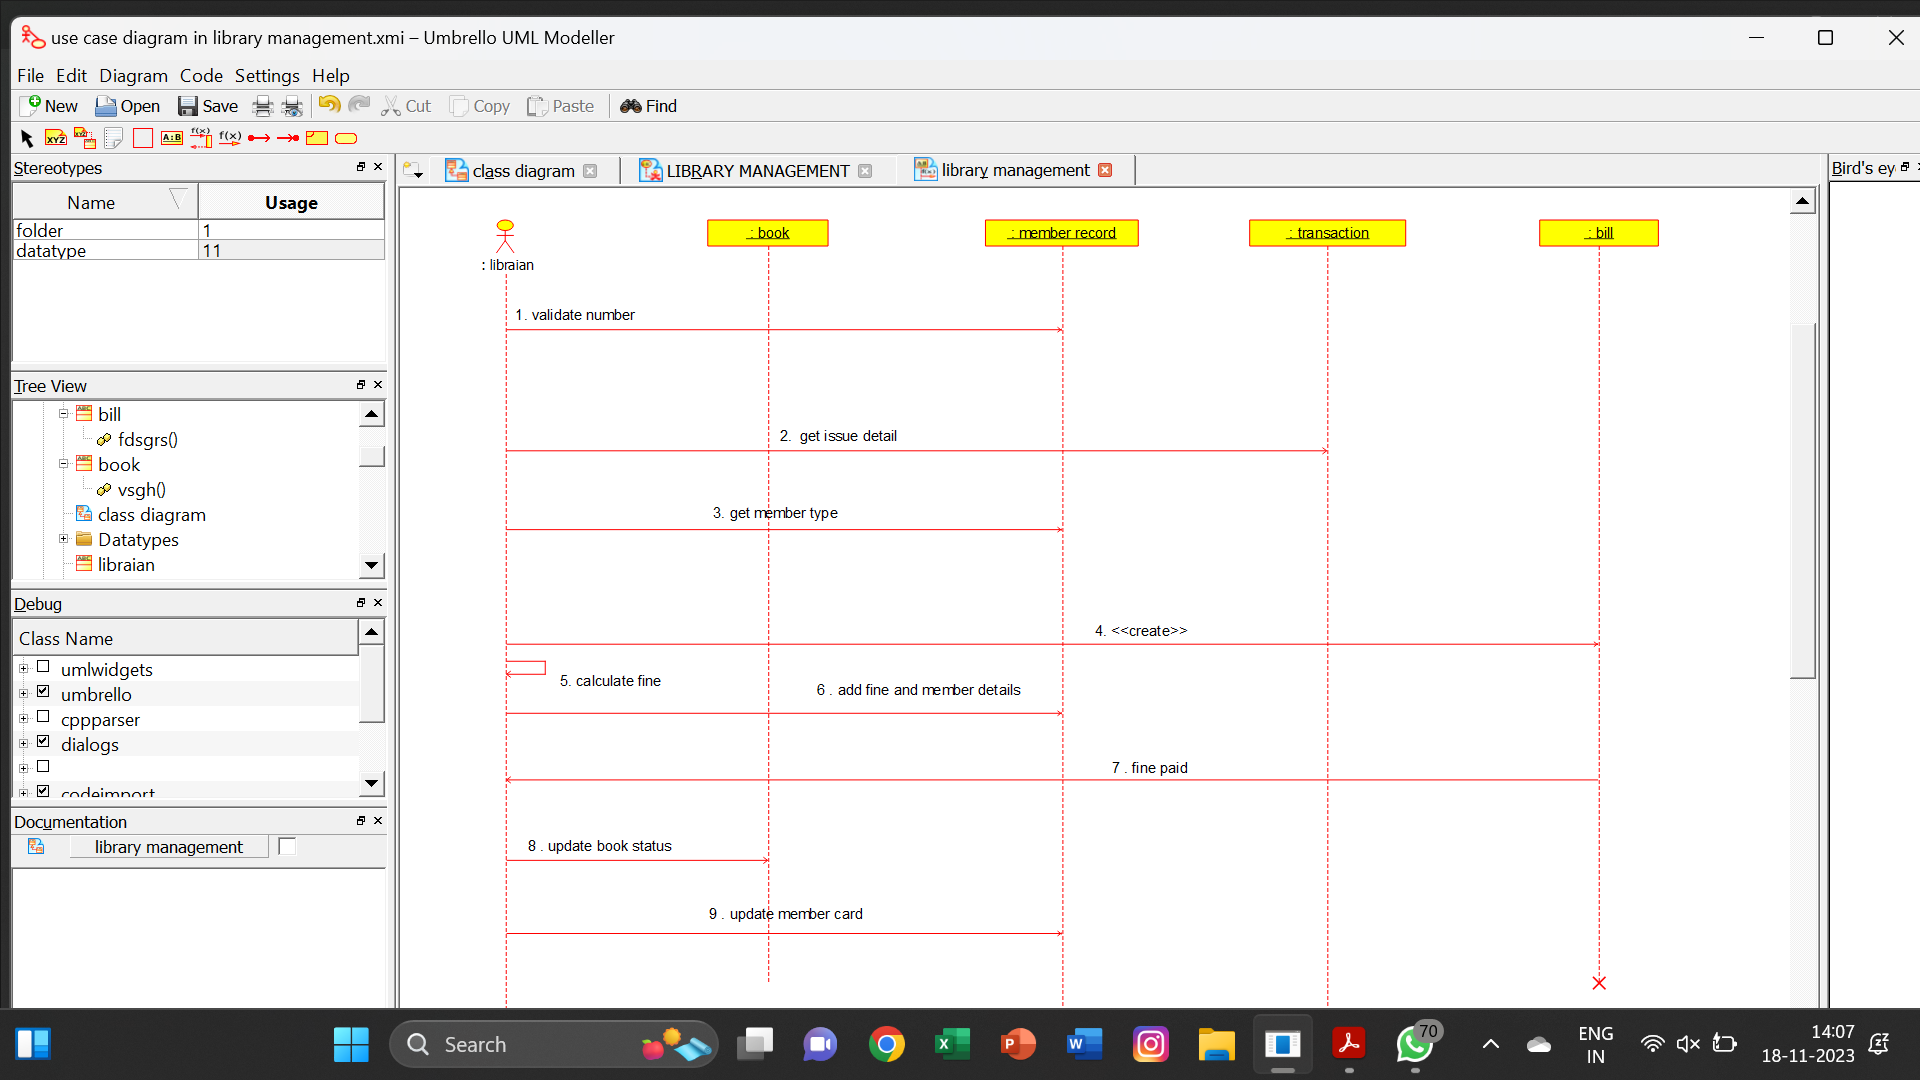 use case diagram in library management.xmi – Umbrello UML Modeller
File Edit Diagram Code Settings Help
New Open Save Cut Copy Paste Find
XYZ XYZ A:B f(x) f(x)
Stereotypes
Name Usage
folder 1
datatype 11
Tree View
bill
fdsgrs()
book
vsgh()
class diagram
Datatypes
libraian
Debug
Class Name
umlwidgets
umbrello
cppparser
dialogs
codeimport
Documentation
library management
class diagram
LIBRARY MANAGEMENT
library management
Bird's ey
: libraian
: book
: member record
: transaction
: bill
1. validate number
2. get issue detail
3. get member type
4. <<create>>
5. calculate fine
6 . add fine and member details
7 . fine paid
8 . update book status
9 . update member card
Search
70
ENG
IN
14:07
18-11-2023